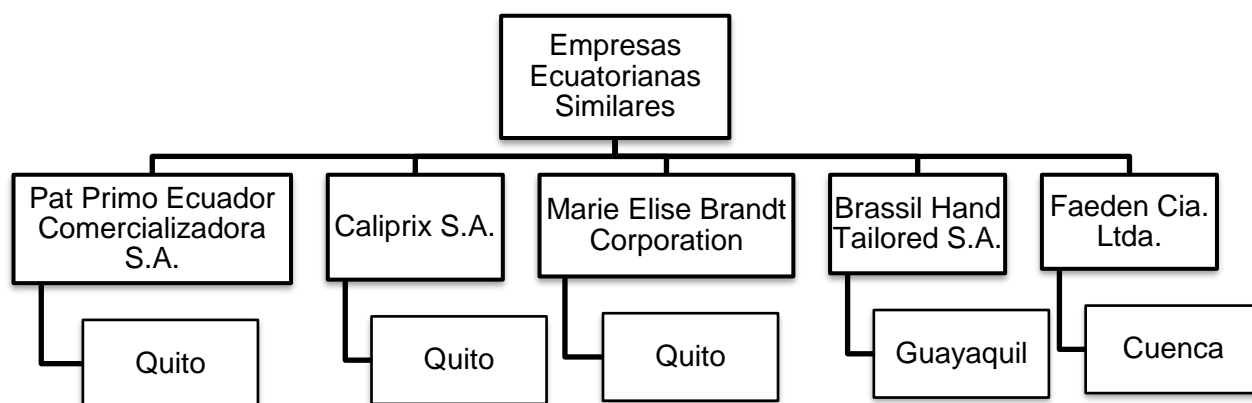 Empresas
Ecuatorianas
Similares
Pat Primo Ecuador
Comercializadora
S.A.
Caliprix S.A.
Marie Elise Brandt
Corporation
Brassil Hand
Tailored S.A.
Faeden Cia.
Ltda.
Quito
Quito
Quito
Guayaquil
Cuenca